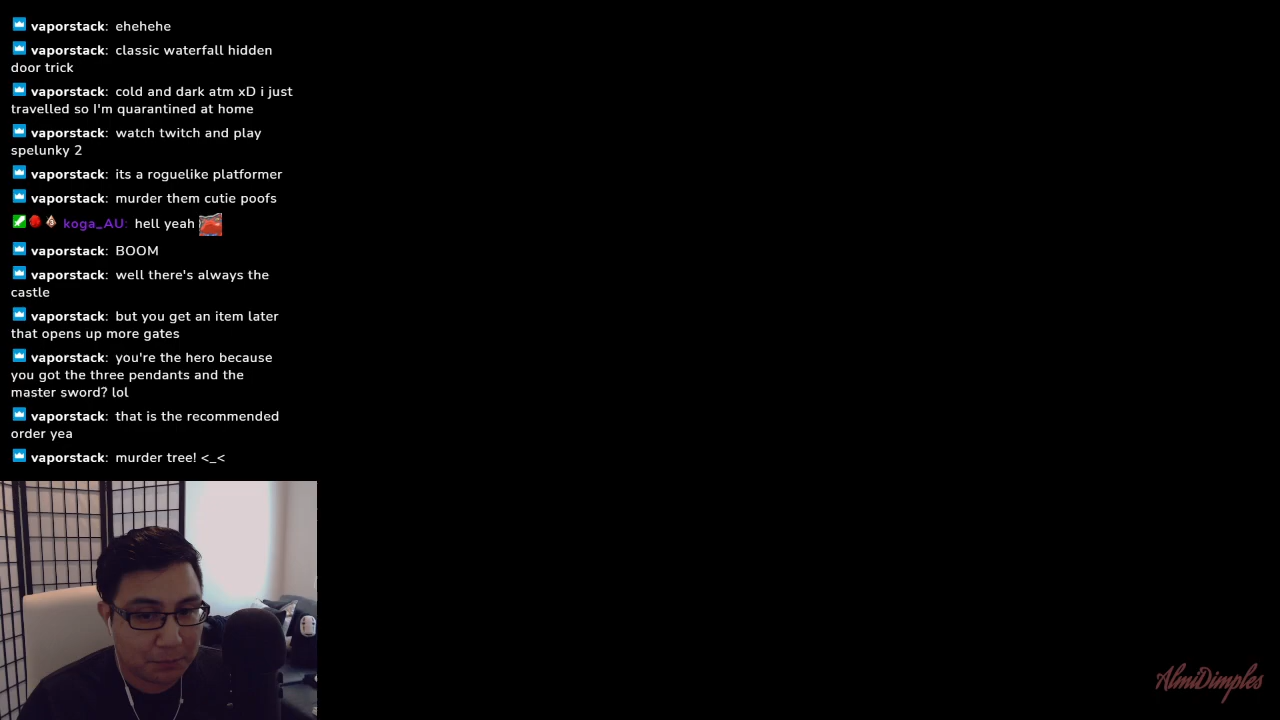 vaporstack: ehehehe
vaporstack: classic waterfall hidden
door trick
vaporstack: cold and dark atm xD i just
travelled so I'm quarantined at home
vaporstack: watch twitch and play
spelunky 2
vaporstack: its a roguelike platformer
vaporstack: murder them cutie poofs
koga_AU: hell yeah
vaporstack: BOOM
vaporstack: well there's always the
castle
vaporstack: but you get an item later
that opens up more gates
vaporstack: you're the hero because
you got the three pendants and the
master sword? lol
vaporstack: that is the recommended
order yea
vaporstack: murder tree! <_<
AlmiDimples